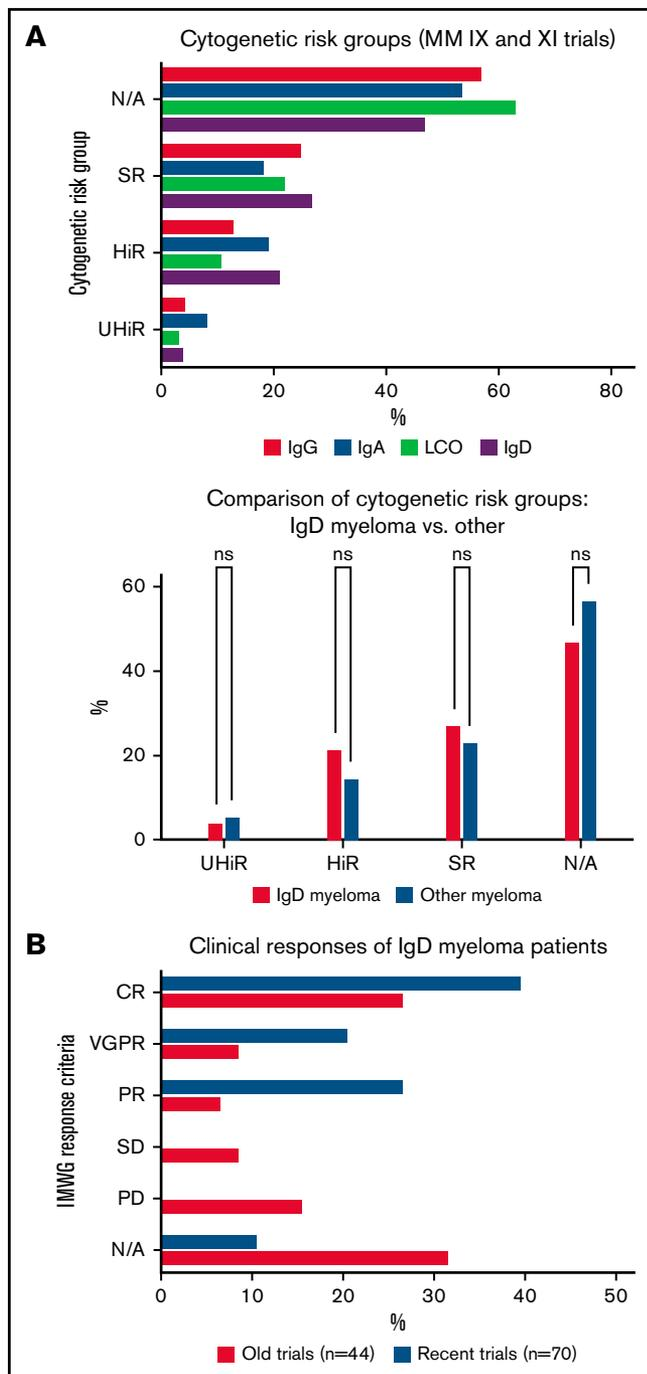 A
Cytogenetic risk groups (MM IX and XI trials)
Cytogenetic risk group
N/A
SR
HiR
UHiR
0 20 40 60 80
%
IgG IgA LCO IgD
Comparison of cytogenetic risk groups:
IgD myeloma vs. other
ns ns ns ns
%
60
40
20
0
UHiR HiR SR N/A
IgD myeloma Other myeloma
B
Clinical responses of IgD myeloma patients
IMWG response criteria
CR
VGPR
PR
SD
PD
N/A
0 10 20 30 40 50
%
Old trials (n=44) Recent trials (n=70)